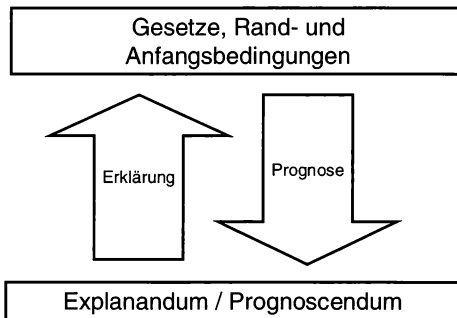 Gesetze, Rand- und
Anfangsbedingungen
Erklärung
Prognose
Explanandum / Prognoscendum